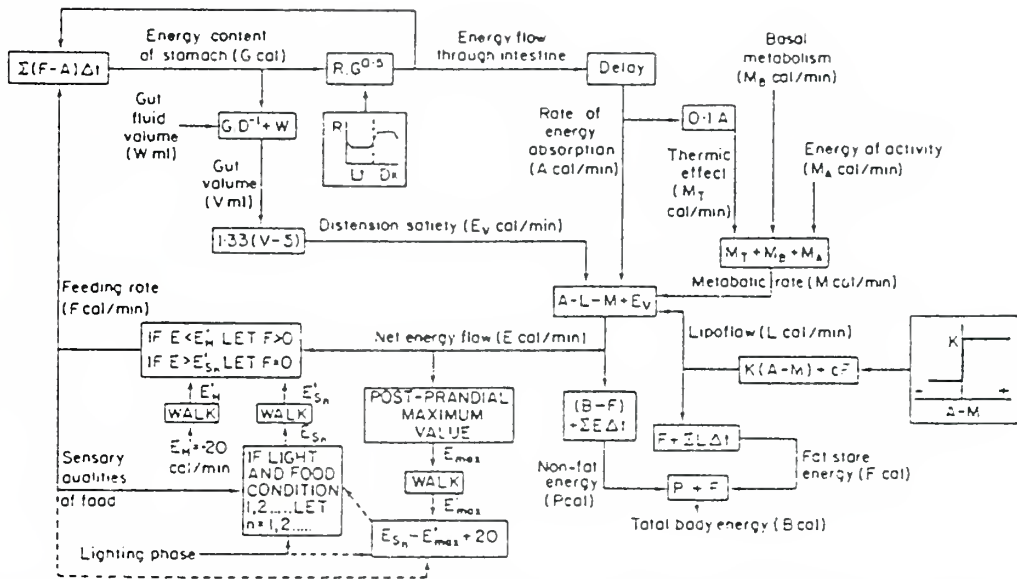 Energy content
of stomach (G cal)
Energy flow
through intestine
Basal
metabolism
(M_B cal/min)
Σ(F-A)Δt
R.G^0·5
Delay
Gut
fluid
volume
(W ml)
G.D^-1 + W
R
Lt
Dk
Rate of
energy
absorption
(A cal/min)
0·1A
Thermic
effect
(M_T
cal/min)
Energy of activity
(M_A cal/min)
Gut
volume
(V ml)
1·33(V-S)
Distension satiety (E_V cal/min)
M_T + M_B + M_A
Metabolic rate (M cal/min)
Feeding rate
(F cal/min)
A-L-M+E_V
Net energy flow (E cal/min)
Lipoflow (L cal/min)
K
A-M
K(A-M) + cF
IF E < E'_H LET F>0
IF E > E'_Sn LET F=0
E'_H
WALK
E_H = -20
cal/min
E'_Sn
WALK
E_Sn
POST-PRANDIAL
MAXIMUM
VALUE
E_max
WALK
E'_max
(B-F)
+ΣEΔt
F+ΣLΔt
Sensory
qualities
of food
IF LIGHT
AND FOOD
CONDITION
1,2.....LET
n=1,2.....
Non-fat
energy
(Pcal)
Fat store
energy (F cal)
P + F
Total body energy (B cal)
Lighting phase
E_Sn - E'_max + 20